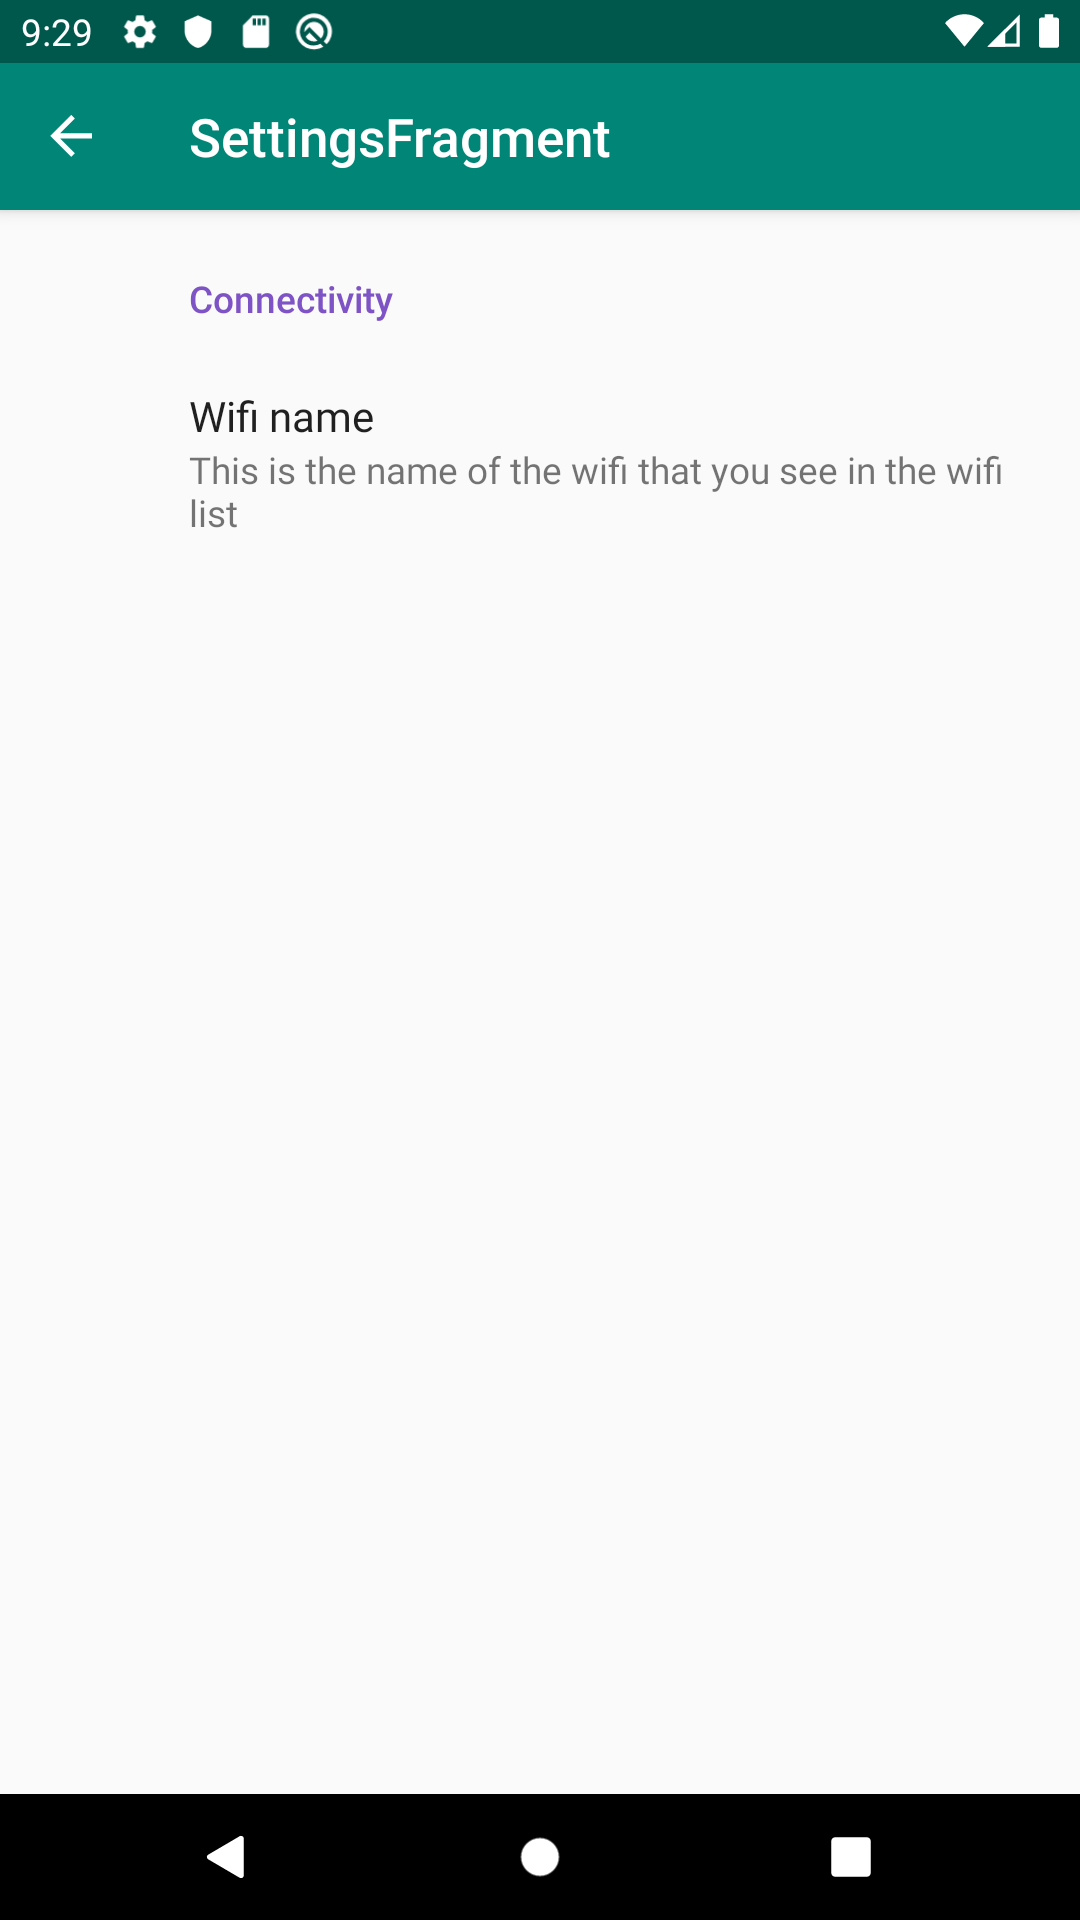 9:29
SettingsFragment
Connectivity
Wifi name
This is the name of the wifi that you see in the wifi
list